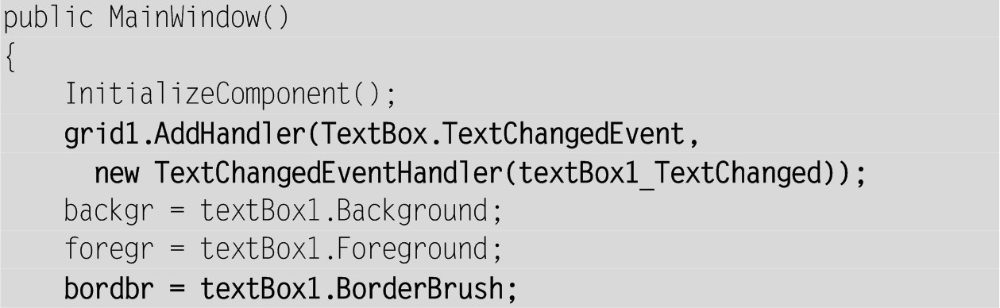 public MainWindow()
{
    InitializeComponent();
    grid1.AddHandler(TextBox.TextChangedEvent,
      new TextChangedEventHandler(textBox1_TextChanged));
    backgr = textBox1.Background;
    foregr = textBox1.Foreground;
    bordbr = textBox1.BorderBrush;